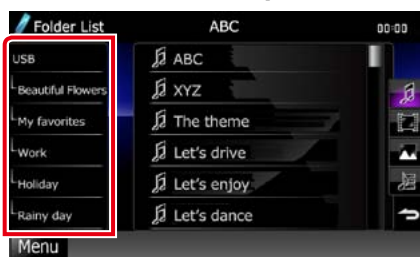 Folder List
ABC
00:00
USB
Beautiful Flowers
My favorites
Work
Holiday
Rainy day
ABC
XYZ
The theme
Let's drive
Let's enjoy
Let's dance
Menu